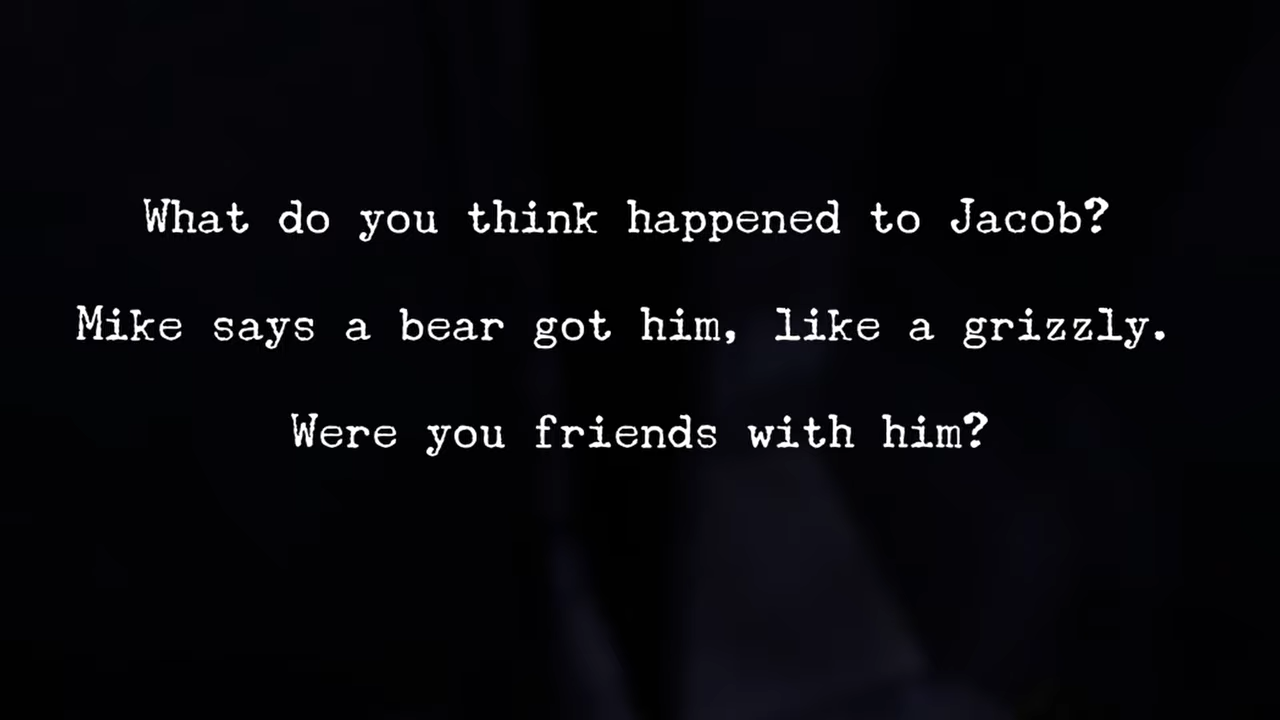 What do you think happened to Jacob?
Mike says a bear got him, like a grizzly.
Were you friends with him?